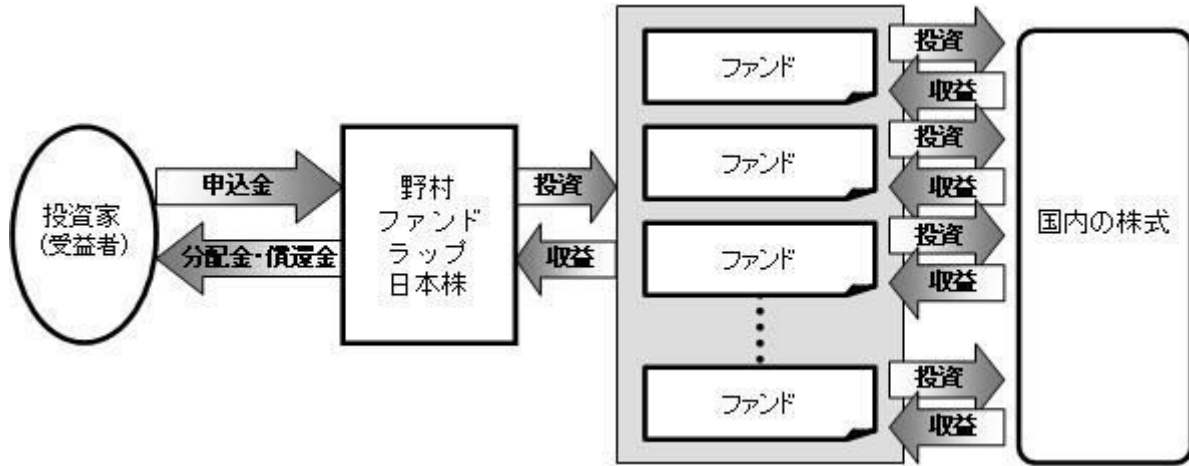 投資家
(受益者)
申込金
分配金・償還金
野村
ファンド
ラップ
日本株
投資
収益
ファンド
投資
収益
ファンド
投資
収益
ファンド
投資
収益
ファンド
投資
収益
国内の株式